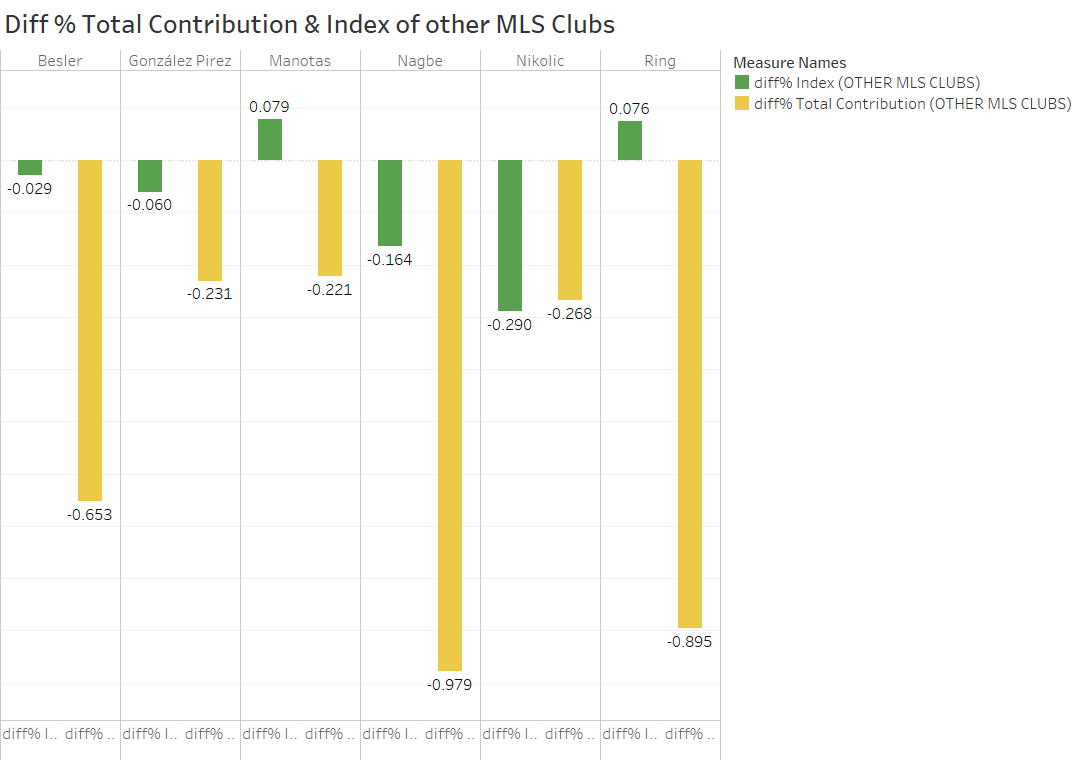 Diff % Total Contribution & Index of other MLS Clubs
Besler González Pirez Manotas Nagbe Nikolic Ring
Measure Names
diff% Index (OTHER MLS CLUBS)
diff% Total Contribution (OTHER MLS CLUBS)
0.079 0.076
-0.029
-0.060
-0.164
-0.231 -0.221
-0.290 -0.268
-0.653
-0.895
-0.979
diff% I.. diff% .. diff% I.. diff% .. diff% I.. diff% .. diff% I.. diff% .. diff% I.. diff% .. diff% I.. diff% ..